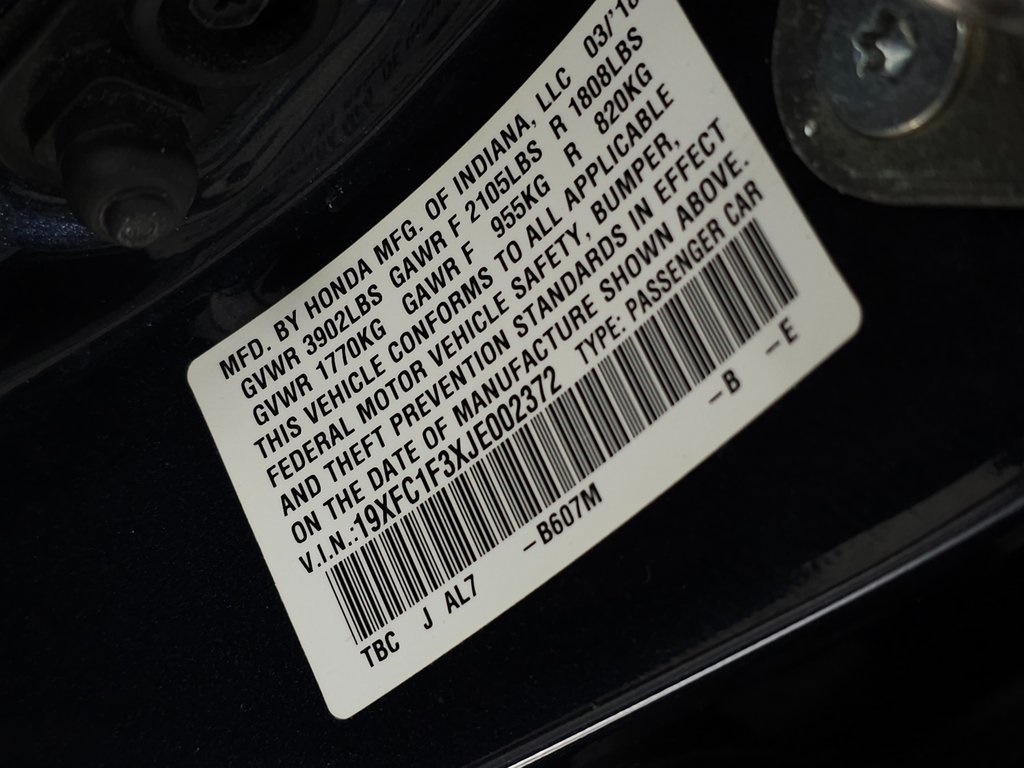 MFD. BY HONDA MFG. OF INDIANA, LLC 03/'18
GVWR 3902LBS GAWR F 2105LBS R 1808LBS
GVWR 1770KG GAWR F 955KG R 820KG
THIS VEHICLE CONFORMS TO ALL APPLICABLE
FEDERAL MOTOR VEHICLE SAFETY, BUMPER,
AND THEFT PREVENTION STANDARDS IN EFFECT
ON THE DATE OF MANUFACTURE SHOWN ABOVE.
V.I.N.:19XFC1F3XJE002372 TYPE: PASSENGER CAR
TBC J AL7 -B607M -B -E